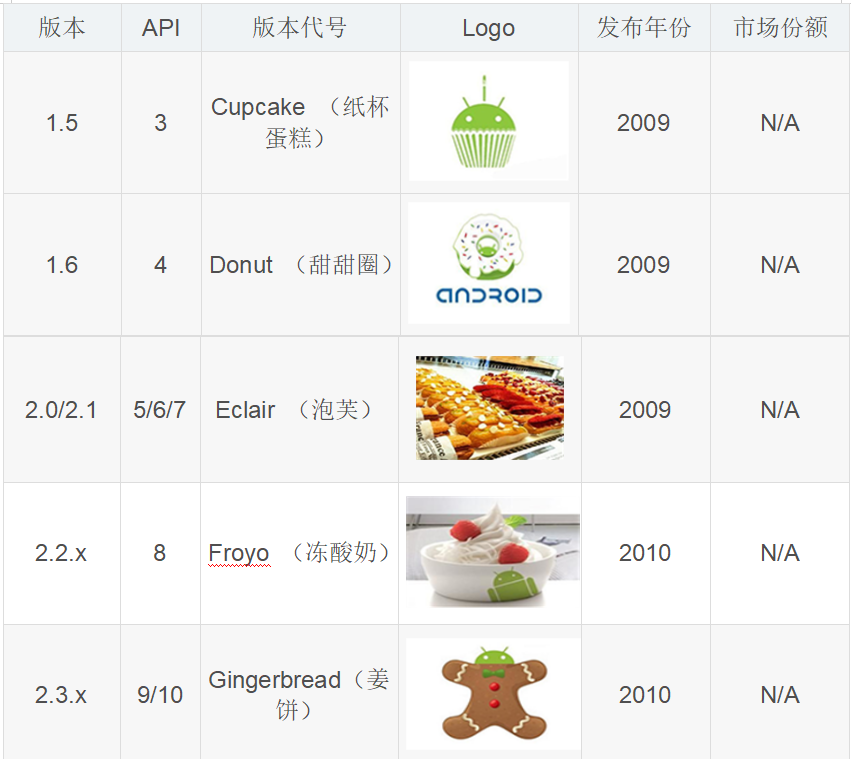 版本 API 版本代号 Logo 发布年份 市场份额
1.5 3 Cupcake （纸杯
蛋糕） 2009 N/A
1.6 4 Donut （甜甜圈） ANDROID 2009 N/A
2.0/2.1 5/6/7 Eclair （泡芙） 2009 N/A
2.2.x 8 Froyo （冻酸奶） 2010 N/A
2.3.x 9/10 Gingerbread（姜
饼） 2010 N/A